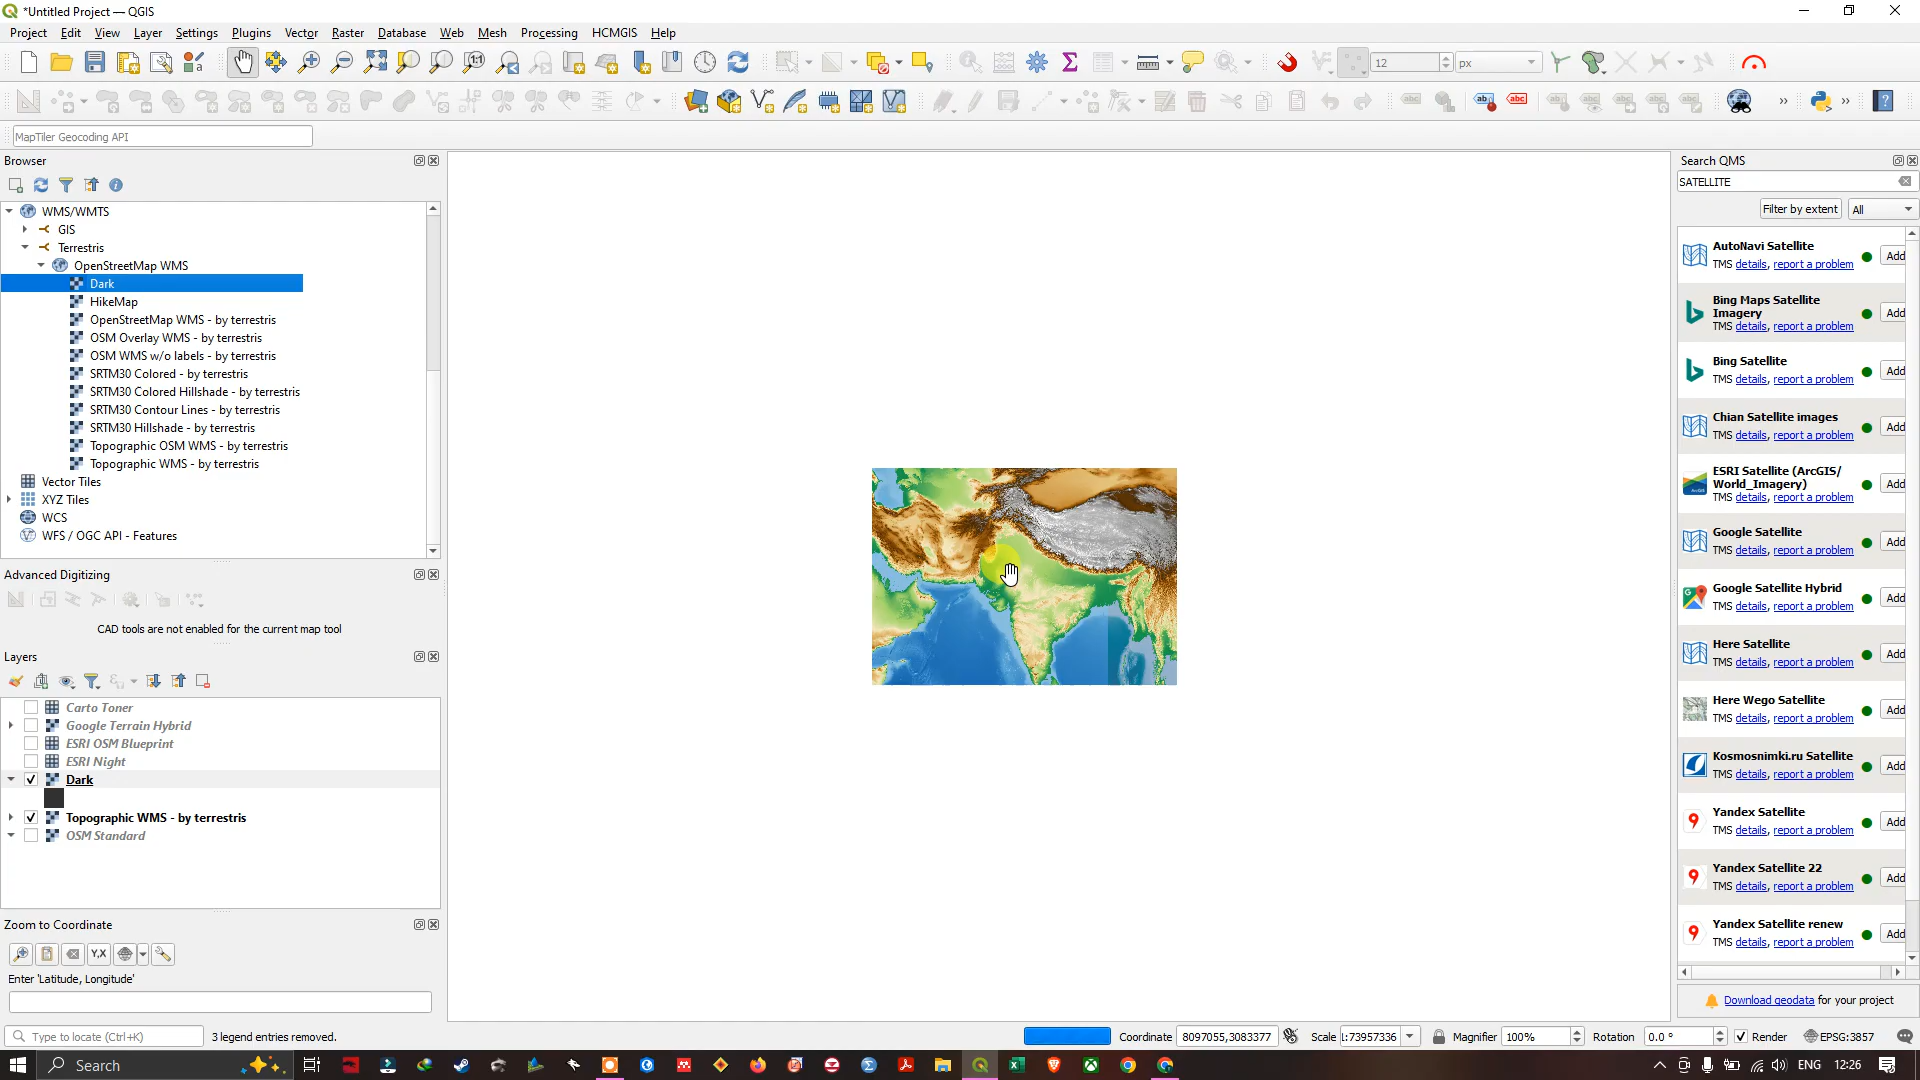 *Untitled Project — QGIS
Project Edit View Layer Settings Plugins Vector Raster Database Web Mesh Processing HCMGIS Help
12 px
MapTiler Geocoding API
Browser
WMS/WMTS
GIS
Terrestris
OpenStreetMap WMS
Dark
HikeMap
OpenStreetMap WMS - by terrestris
OSM Overlay WMS - by terrestris
OSM WMS w/o labels - by terrestris
SRTM30 Colored - by terrestris
SRTM30 Colored Hillshade - by terrestris
SRTM30 Contour Lines - by terrestris
SRTM30 Hillshade - by terrestris
Topographic OSM WMS - by terrestris
Topographic WMS - by terrestris
Vector Tiles
XYZ Tiles
WCS
WFS / OGC API - Features
Advanced Digitizing
CAD tools are not enabled for the current map tool
Layers
Carto Toner
Google Terrain Hybrid
ESRI OSM Blueprint
ESRI Night
Dark
Topographic WMS - by terrestris
OSM Standard
Zoom to Coordinate
Y,X
Enter 'Latitude, Longitude'
Search QMS
SATELLITE
Filter by extent All
AutoNavi Satellite
TMS details, report a problem Add
Bing Maps Satellite
Imagery
TMS details, report a problem Add
Bing Satellite
TMS details, report a problem Add
Chian Satellite images
TMS details, report a problem Add
ESRI Satellite (ArcGIS/
World_Imagery)
TMS details, report a problem Add
Google Satellite
TMS details, report a problem Add
Google Satellite Hybrid
TMS details, report a problem Add
Here Satellite
TMS details, report a problem Add
Here Wego Satellite
TMS details, report a problem Add
Kosmosnimki.ru Satellite
TMS details, report a problem Add
Yandex Satellite
TMS details, report a problem Add
Yandex Satellite 22
TMS details, report a problem Add
Yandex Satellite renew
TMS details, report a problem Add
Download geodata for your project
Type to locate (Ctrl+K) 3 legend entries removed. Coordinate 8097055,3083377 Scale 1:73957336 Magnifier 100% Rotation 0.0 ° Render EPSG:3857
Search ENG 12:26